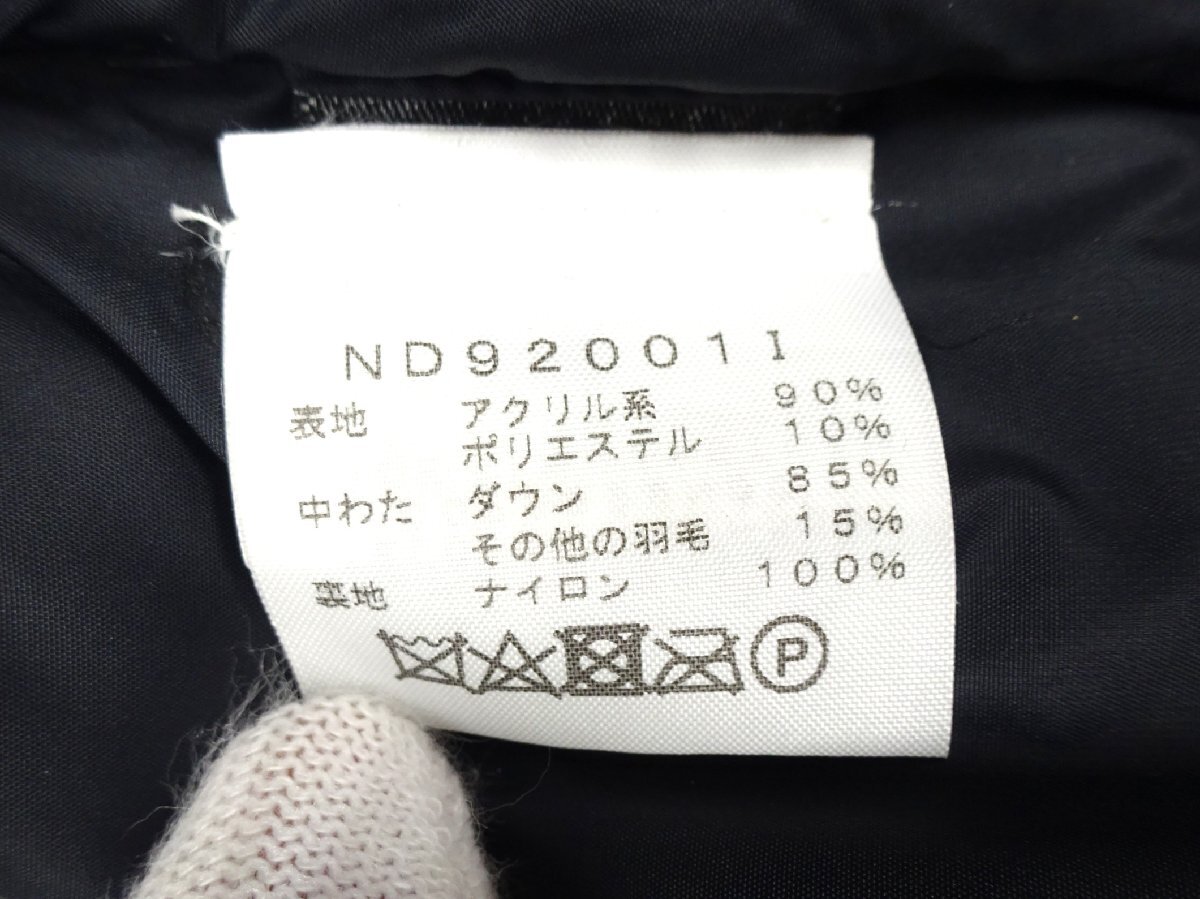 ND92001I
表地 アクリル系 90%
ポリエステル 10%
中わた ダウン 85%
その他の羽毛 15%
裏地 ナイロン 100%
P